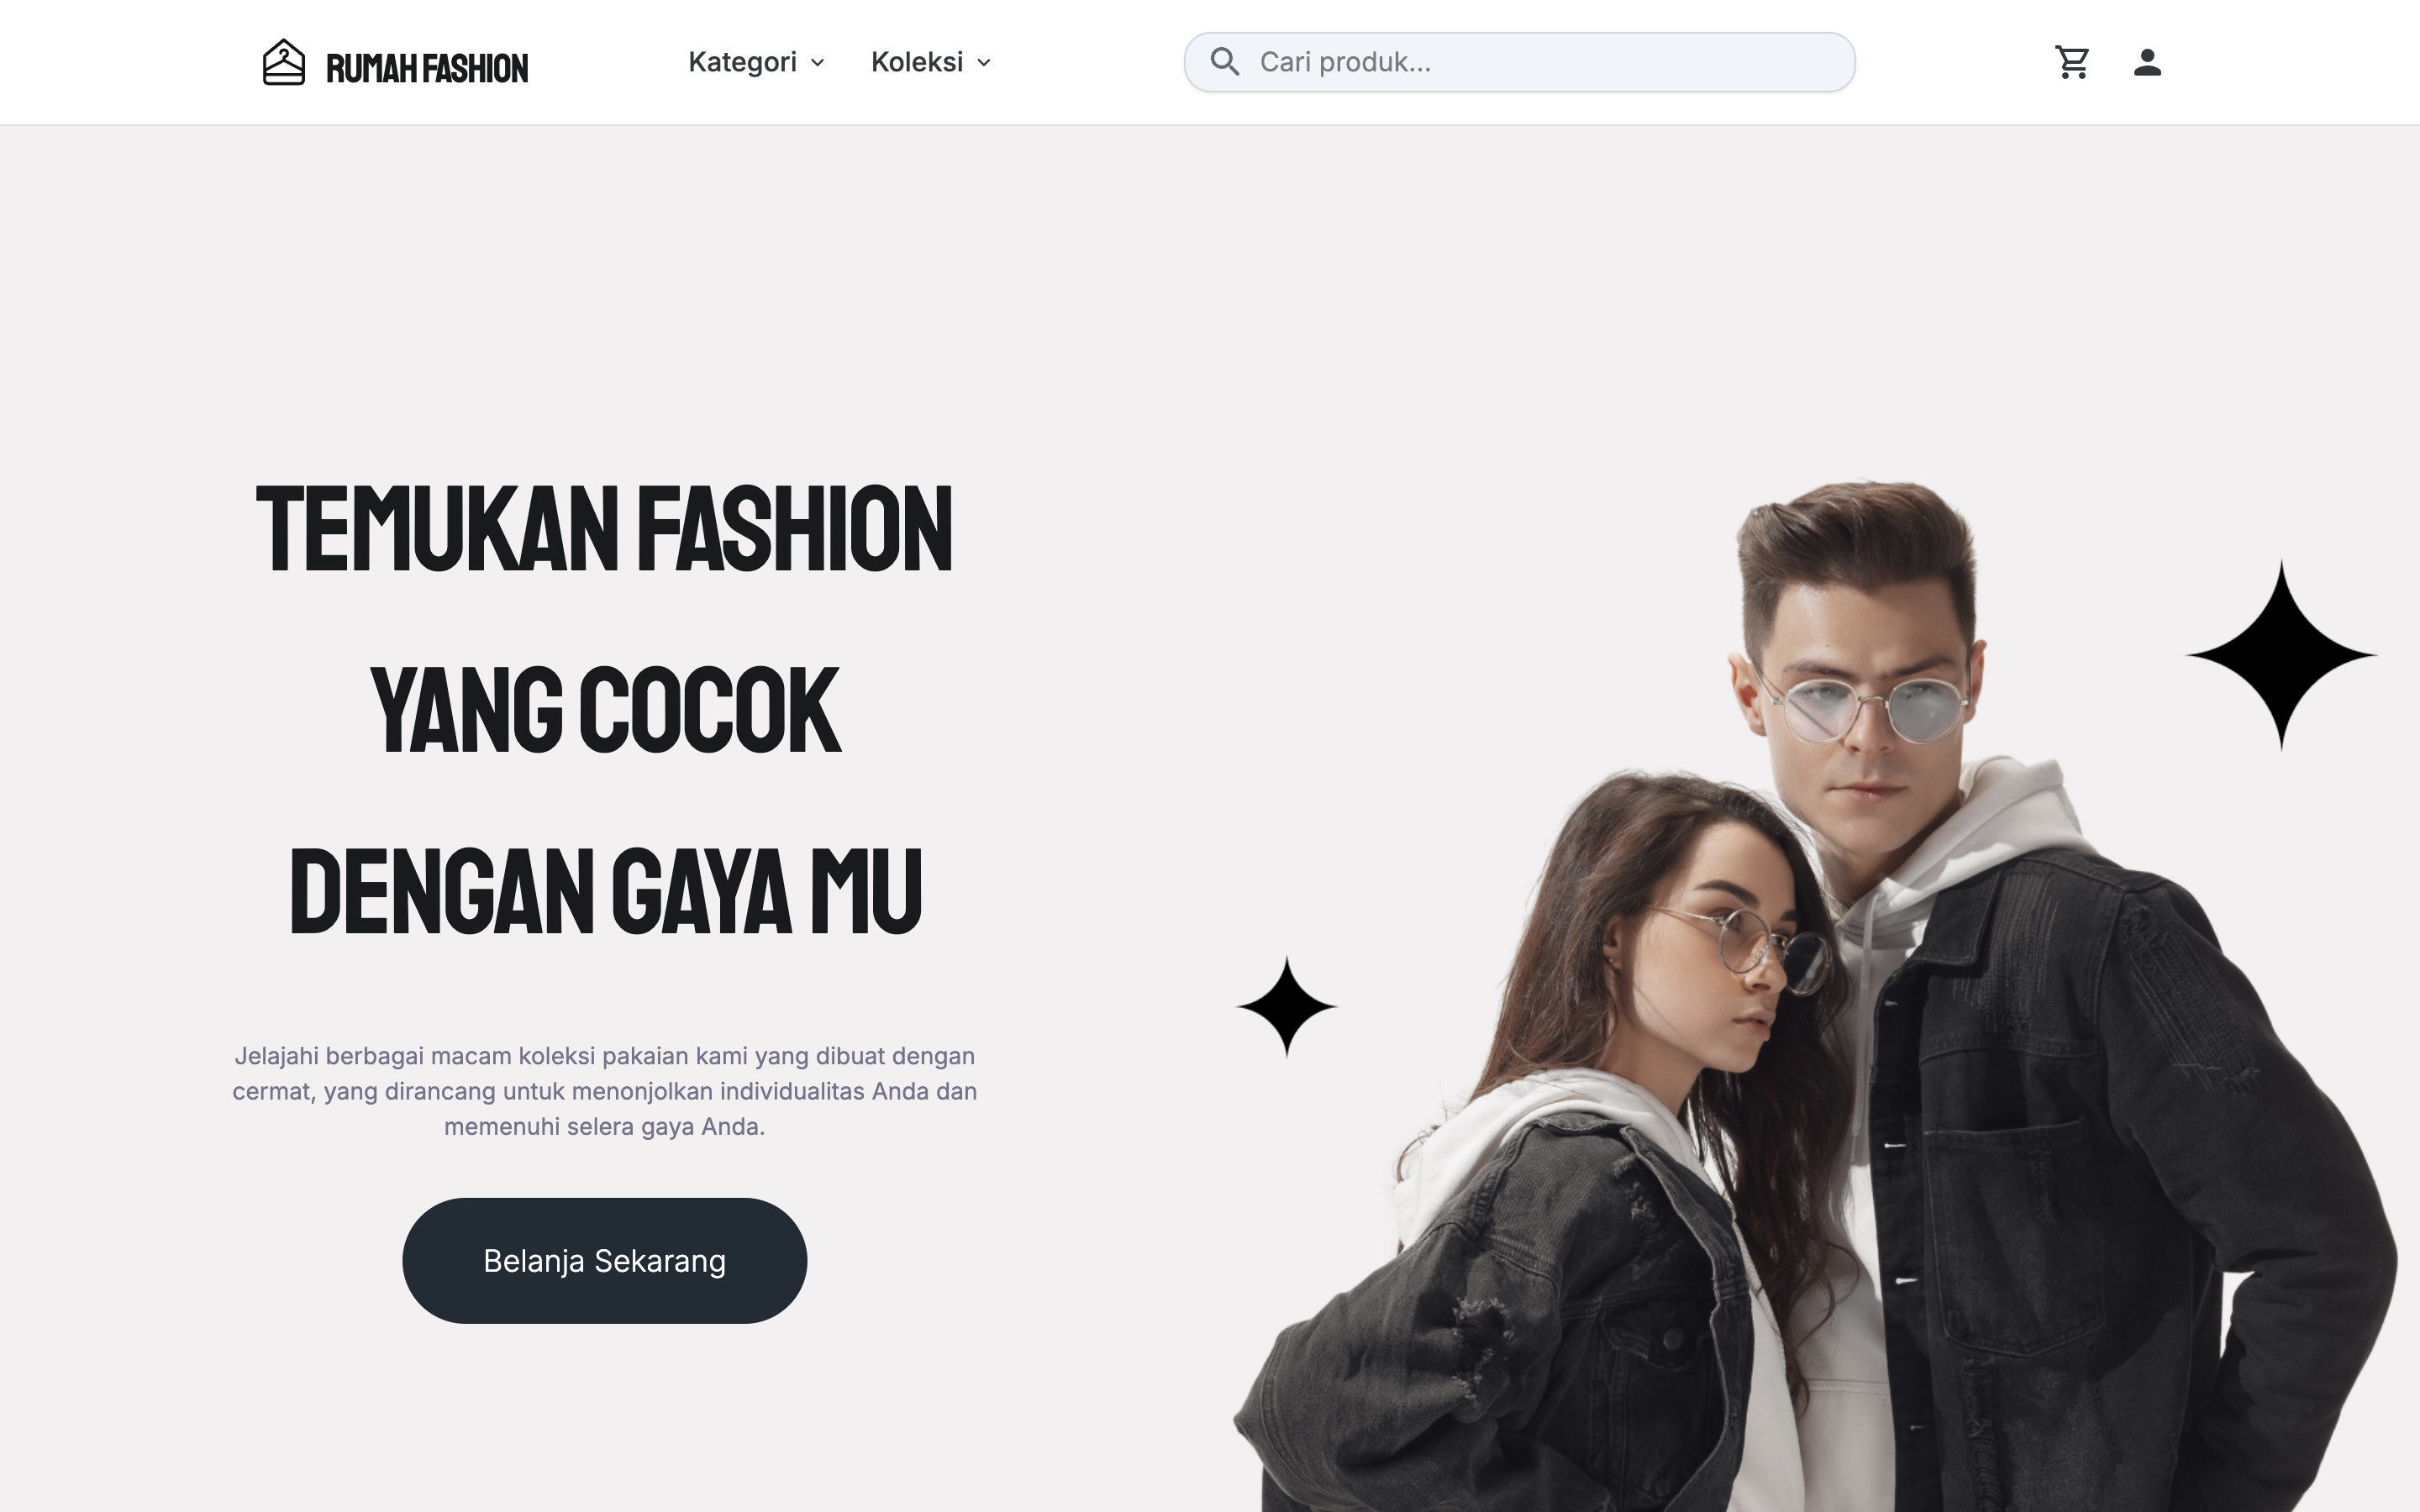 RUMAH FASHION
Kategori
Koleksi
Cari produk...
TEMUKAN FASHION
YANG COCOK
DENGAN GAYA MU
Jelajahi berbagai macam koleksi pakaian kami yang dibuat dengan
cermat, yang dirancang untuk menonjolkan individualitas Anda dan
memenuhi selera gaya Anda.
Belanja Sekarang